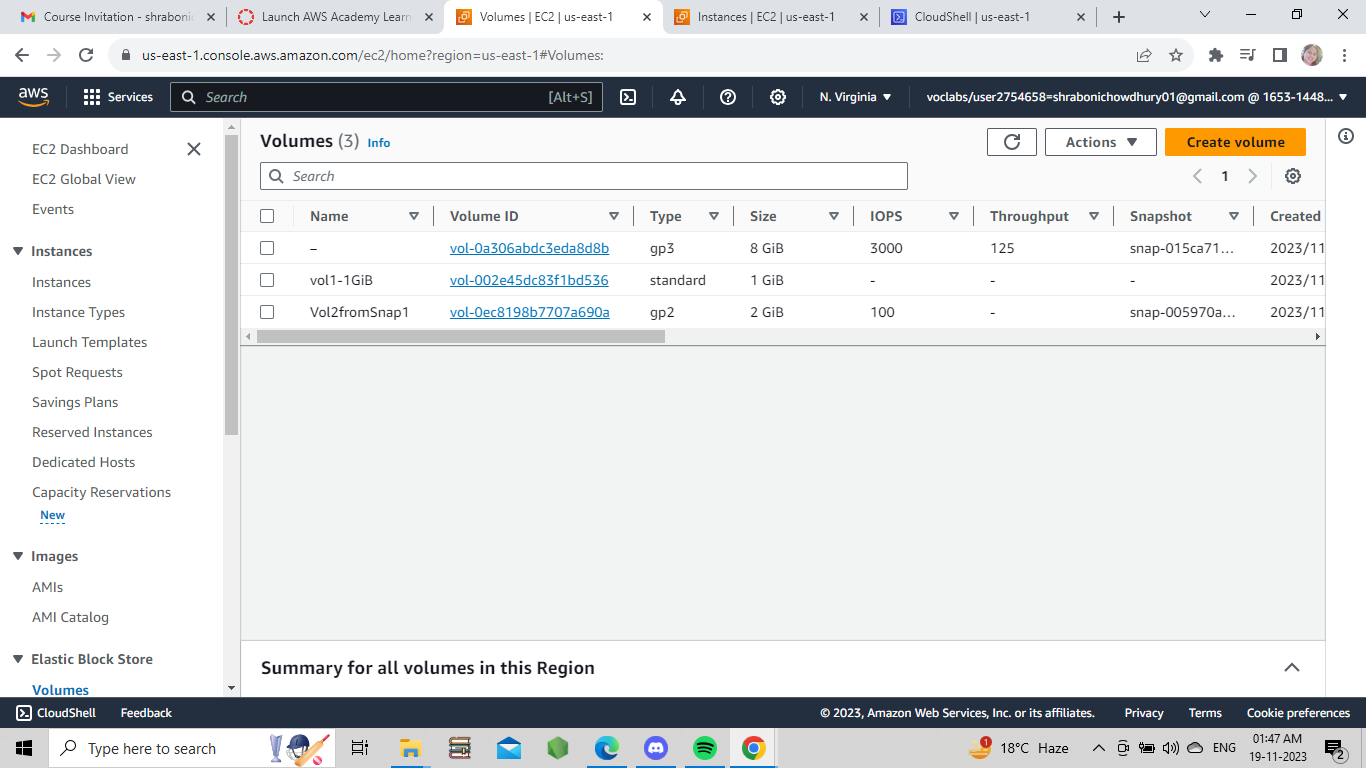 Course Invitation - shraboni
Launch AWS Academy Learn
Volumes | EC2 | us-east-1
Instances | EC2 | us-east-1
CloudShell | us-east-1
us-east-1.console.aws.amazon.com/ec2/home?region=us-east-1#Volumes:
aws
Services
Search [Alt+S]
N. Virginia
voclabs/user2754658=shrabonichowdhury01@gmail.com @ 1653-1448...
EC2 Dashboard
EC2 Global View
Events
Instances
Instances
Instance Types
Launch Templates
Spot Requests
Savings Plans
Reserved Instances
Dedicated Hosts
Capacity Reservations
New
Images
AMIs
AMI Catalog
Elastic Block Store
Volumes
Volumes (3) Info
Actions
Create volume
Search
1
Name Volume ID Type Size IOPS Throughput Snapshot Created
– vol-0a306abdc3eda8d8b gp3 8 GiB 3000 125 snap-015ca71... 2023/11
vol1-1GiB vol-002e45dc83f1bd536 standard 1 GiB - - - 2023/11
Vol2fromSnap1 vol-0ec8198b7707a690a gp2 2 GiB 100 - snap-005970a... 2023/11
Summary for all volumes in this Region
CloudShell Feedback © 2023, Amazon Web Services, Inc. or its affiliates. Privacy Terms Cookie preferences
Type here to search
1
18°C Haze
ENG
01:47 AM
19-11-2023
2